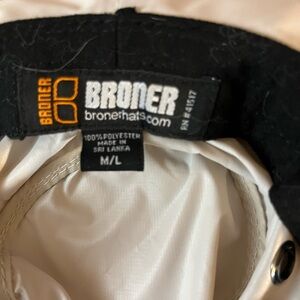 BRONER
BRONER
bronerhats.com
RN #41517
100% POLYESTER
MADE IN
SRI LANKA
M/L